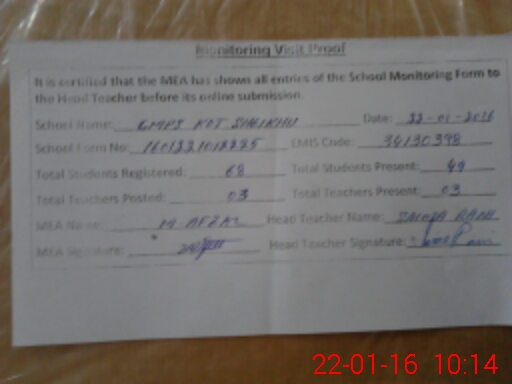 Monitoring Visit Proof
It is certified that the MEA has shown all entries of the School Monitoring Form to
the Head Teacher before its online submission.
School Name: GMPS KOT SHEIKHU Date: 22-01-2016
School Form No: EMIS Code: 34130398
Total Students Registered: 68 Total Students Present: 49
Total Teachers Posted: 03 Total Teachers Present: 03
MEA Name: M AFZAL Head Teacher Name: RANI
MEA Signature: Head Teacher Signature:
22-01-16 10:14